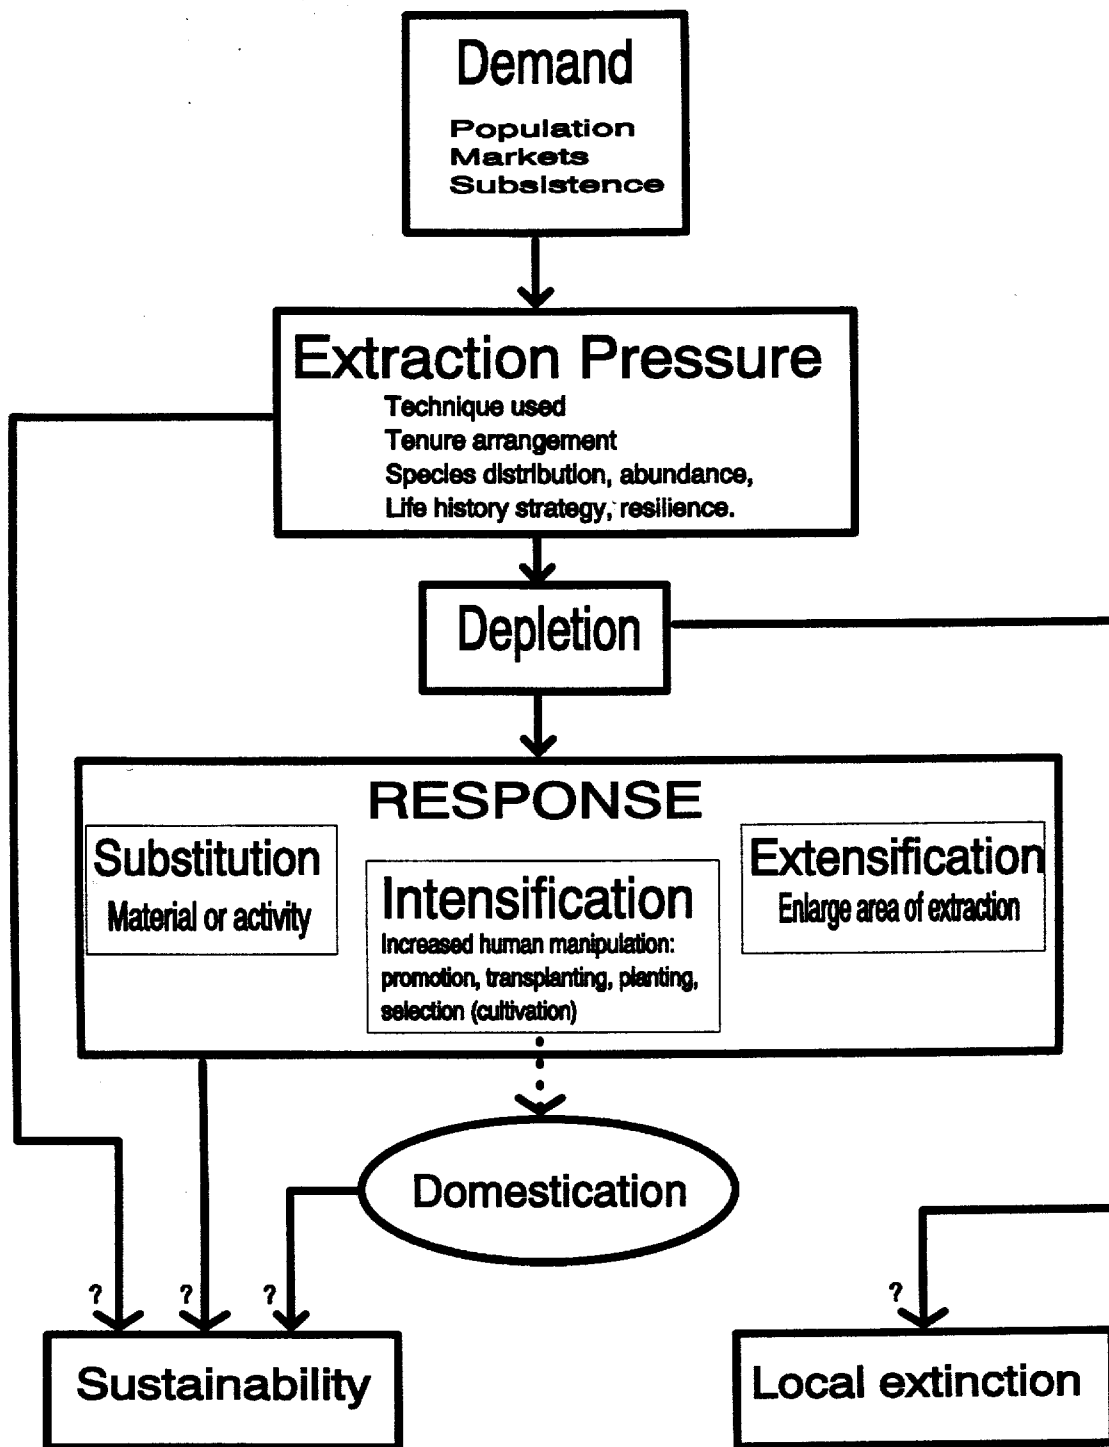 Demand
Population
Markets
Subsistence
Extraction Pressure
Technique used
Tenure arrangement
Species distribution, abundance,
Life history strategy, resilience.
Depletion
RESPONSE
Substitution
Material or activity
Intensification
Increased human manipulation:
promotion, transplanting, planting,
selection (cultivation)
Extensification
Enlarge area of extraction
Domestication
? ? ?
?
Sustainability
Local extinction